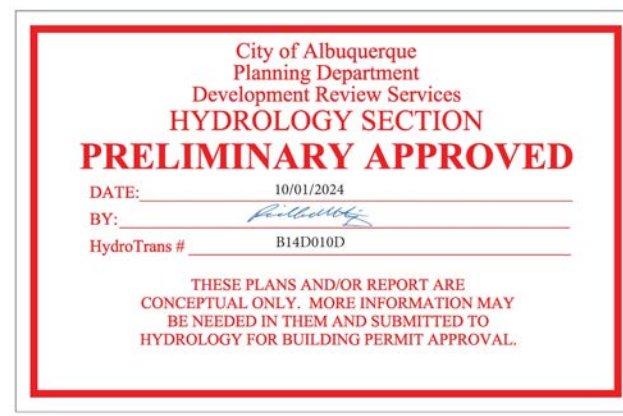 City of Albuquerque
Planning Department
Development Review Services
HYDROLOGY SECTION
PRELIMINARY APPROVED
DATE: 10/01/2024
BY:
HydroTrans # B14D010D
THESE PLANS AND/OR REPORT ARE
CONCEPTUAL ONLY. MORE INFORMATION MAY
BE NEEDED IN THEM AND SUBMITTED TO
HYDROLOGY FOR BUILDING PERMIT APPROVAL.